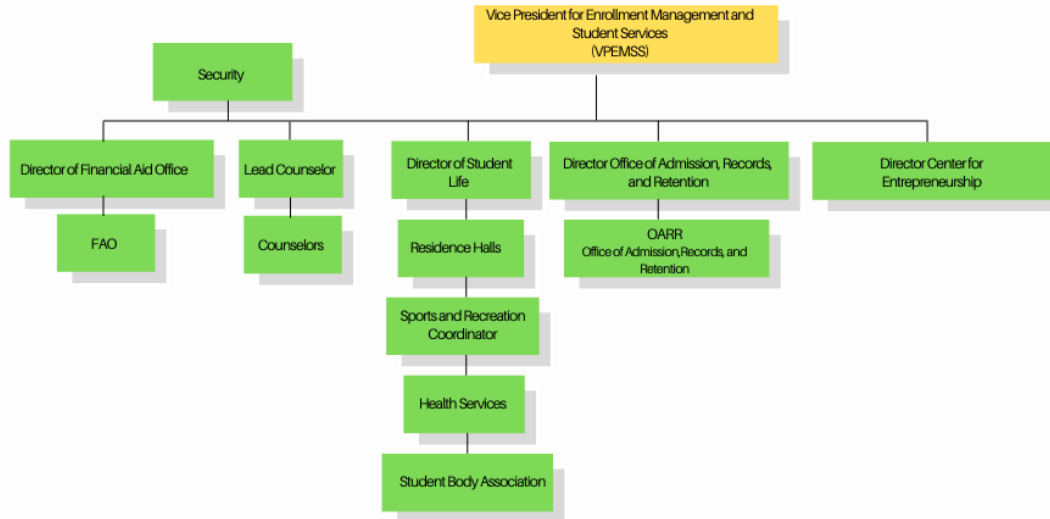 Vice President for Enrollment Management and
Student Services
(VPEMSS)
Security
Director of Financial Aid Office
Lead Counselor
Director of Student
Life
Director Office of Admission, Records,
and Retention
Director Center for
Entrepreneurship
FAO
Counselors
Residence Halls
OARR
Office of Admission,Records, and
Retention
Sports and Recreation
Coordinator
Health Services
Student Body Association